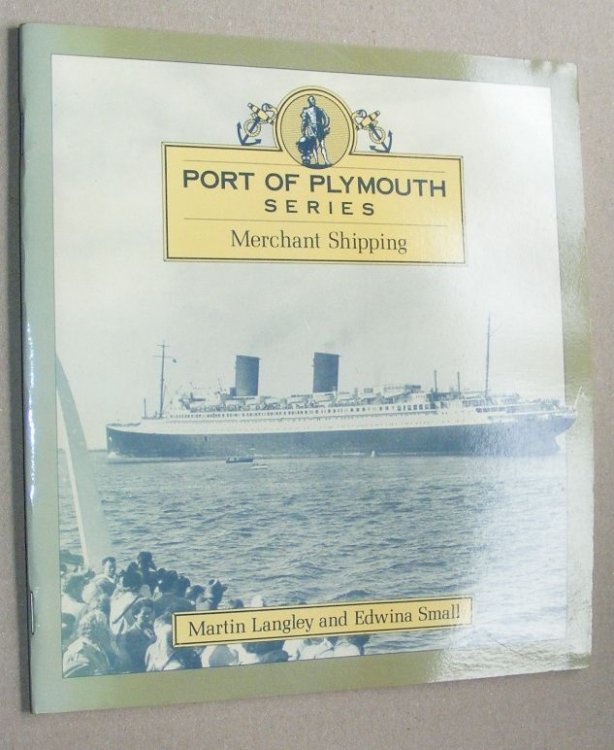 PORT OF PLYMOUTH
SERIES
Merchant Shipping
Martin Langley and Edwina Small